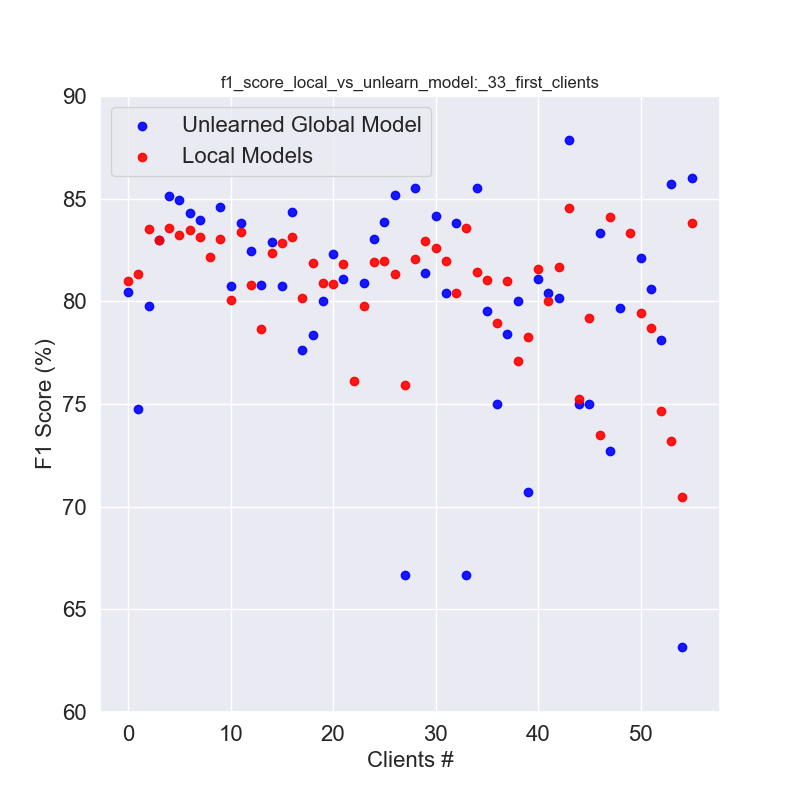 f1_score_local_vs_unlearn_model:_33_first_clients
Unlearned Global Model
Local Models
90
85
80
75
70
65
60
F1 Score (%)
0 10 20 30 40 50
Clients #